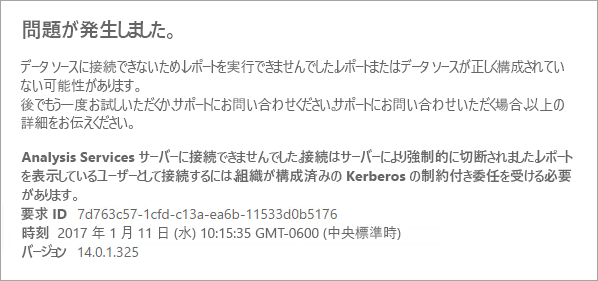 問題が発生しました。
データ ソースに接続できないため、レポートを実行できませんでした。レポートまたはデータ ソースが正しく構成されてい
ない可能性があります。
後でもう一度お試しいただくか、サポートにお問い合わせください。サポートにお問い合わせいただく場合、以上の
詳細をお伝えください。
Analysis Services サーバーに接続できませんでした。接続はサーバーにより強制的に切断されました。レポート
を表示しているユーザーとして接続するには、組織が構成済みの Kerberos の制約付き委任を受ける必要
があります。
要求 ID 7d763c57-1cfd-c13a-ea6b-11533d0b5176
時刻 2017 年 1 月 11 日 (水) 10:15:35 GMT-0600 (中央標準時)
バージョン 14.0.1.325